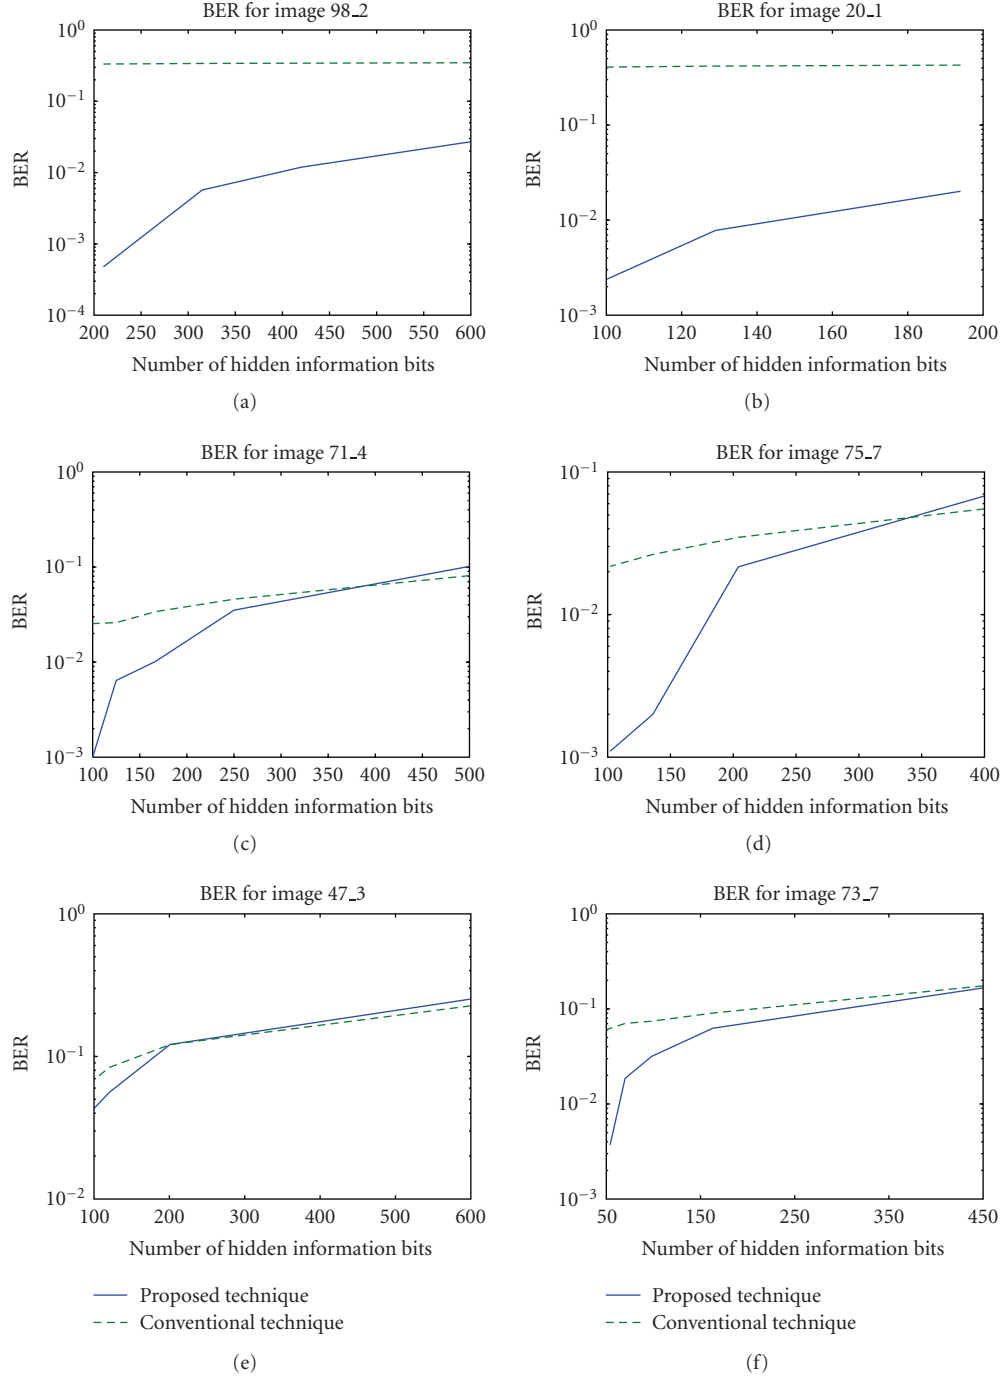 BER for image 98_2
10^0
10^−1
10^−2
10^−3
10^−4
BER
200 250 300 350 400 450 500 550 600
Number of hidden information bits
(a)
BER for image 20_1
10^0
10^−1
10^−2
10^−3
BER
100 120 140 160 180 200
Number of hidden information bits
(b)
BER for image 71_4
10^0
10^−1
10^−2
10^−3
BER
100 150 200 250 300 350 400 450 500
Number of hidden information bits
(c)
BER for image 75_7
10^−1
10^−2
10^−3
BER
100 150 200 250 300 350 400
Number of hidden information bits
(d)
BER for image 47_3
10^0
10^−1
10^−2
BER
100 200 300 400 500 600
Number of hidden information bits
Proposed technique
Conventional technique
(e)
BER for image 73_7
10^0
10^−1
10^−2
10^−3
BER
50 150 250 350 450
Number of hidden information bits
Proposed technique
Conventional technique
(f)